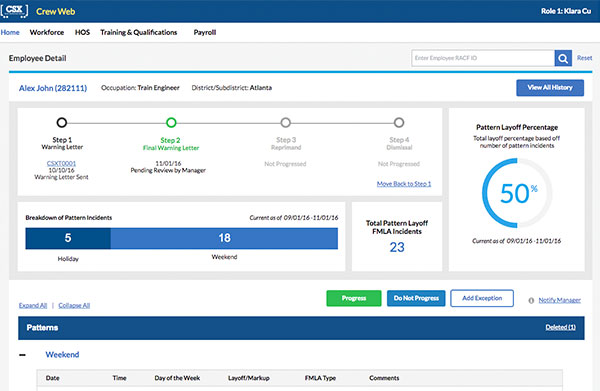 CSX Crew Web Role 1: Klara Cu
Home Workforce HOS Training & Qualifications Payroll
Employee Detail Enter Employee RACF ID Reset
Alex John (282111) Occupation: Train Engineer District/Subdistrict: Atlanta View All History
Step 1 Step 2 Step 3 Step 4
Warning Letter Final Warning Letter Reprimand Dismissal
CSXT0001 11/01/16 Not Progressed Not Progressed
10/10/16 Pending Review by Manager
Warning Letter Sent
Move Back to Step 1
Pattern Layoff Percentage
Total layoff percentage based off
number of pattern incidents
50%
Current as of 09/01/16 -11/01/16
Breakdown of Pattern Incidents Current as of 09/01/16 -11/01/16
5 18
Holiday Weekend
Total Pattern Layoff
FMLA Incidents
23
Expand All | Collapse All Progress Do Not Progress Add Exception Notify Manager
Patterns Deleted (1)
Weekend
Date Time Day of the Week Layoff/Markup FMLA Type Comments